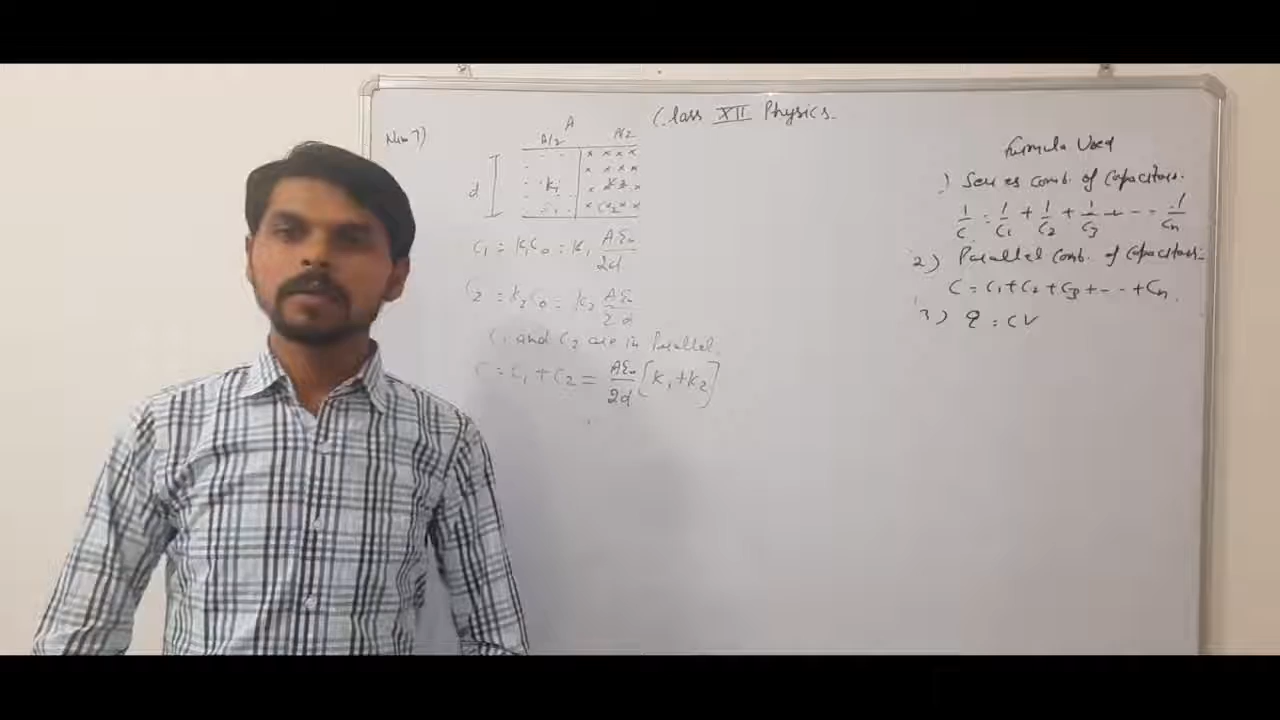 Class XII Physics.
Num 7)
A
A/2 A/2
d
K1 K2
C2
C1 = K1C0 = K1 Aε0/2d
C2 = K2C0 = K2 Aε0/2d
C1 and C2 are in Parallel.
C = C1 + C2 = Aε0/2d [K1+K2]
Formula Used
1) Series comb. of Capacitors.
1/C = 1/C1 + 1/C2 + 1/C3 + -- - 1/Cn
2) Parallel Comb. of Capacitors:-
C = C1+C2+C3+---+Cn.
3) Q = CV